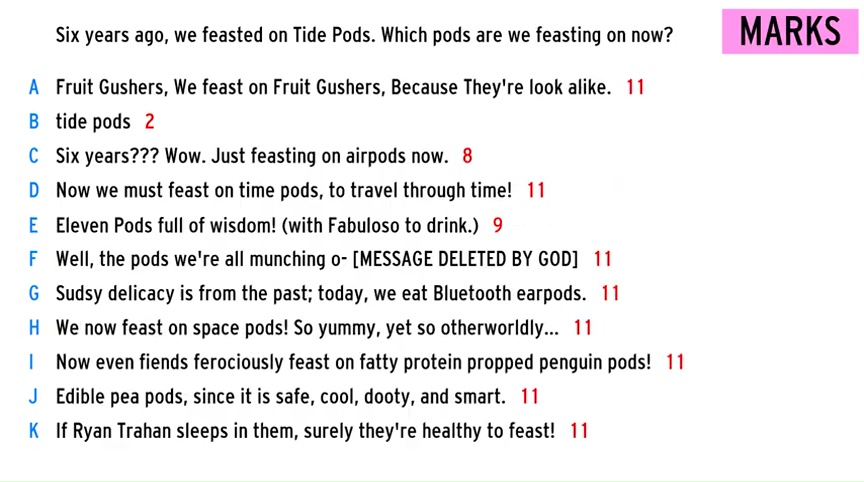 Six years ago, we feasted on Tide Pods. Which pods are we feasting on now?
MARKS
A Fruit Gushers, We feast on Fruit Gushers, Because They're look alike. 11
B tide pods 2
C Six years??? Wow. Just feasting on airpods now. 8
D Now we must feast on time pods, to travel through time! 11
E Eleven Pods full of wisdom! (with Fabuloso to drink.) 9
F Well, the pods we're all munching o- [MESSAGE DELETED BY GOD] 11
G Sudsy delicacy is from the past; today, we eat Bluetooth earpods. 11
H We now feast on space pods! So yummy, yet so otherworldly... 11
I Now even fiends ferociously feast on fatty protein propped penguin pods! 11
J Edible pea pods, since it is safe, cool, dooty, and smart. 11
K If Ryan Trahan sleeps in them, surely they're healthy to feast! 11